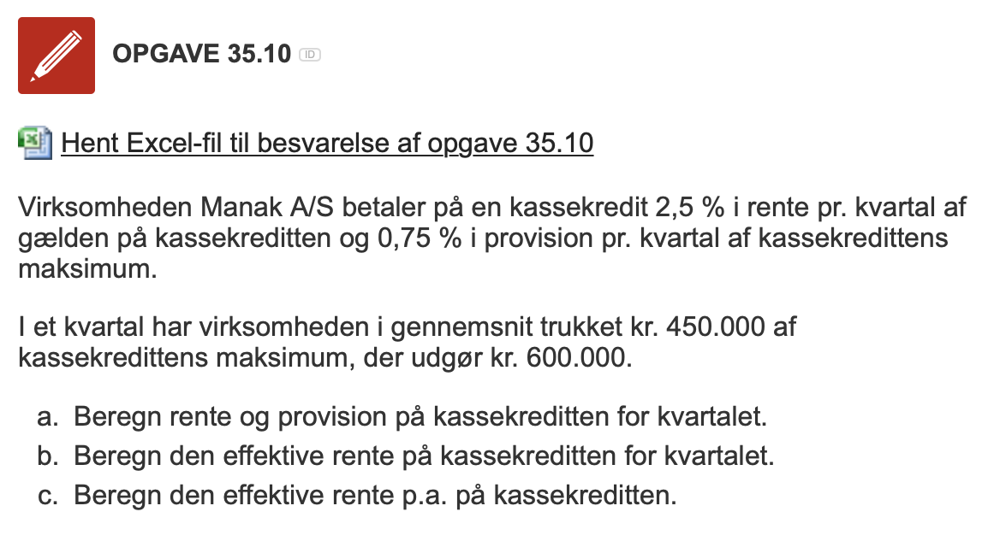 OPGAVE 35.10 ID
Hent Excel-fil til besvarelse af opgave 35.10
Virksomheden Manak A/S betaler på en kassekredit 2,5 % i rente pr. kvartal af
gælden på kassekreditten og 0,75 % i provision pr. kvartal af kassekredittens
maksimum.
I et kvartal har virksomheden i gennemsnit trukket kr. 450.000 af
kassekredittens maksimum, der udgør kr. 600.000.
a. Beregn rente og provision på kassekreditten for kvartalet.
b. Beregn den effektive rente på kassekreditten for kvartalet.
c. Beregn den effektive rente p.a. på kassekreditten.